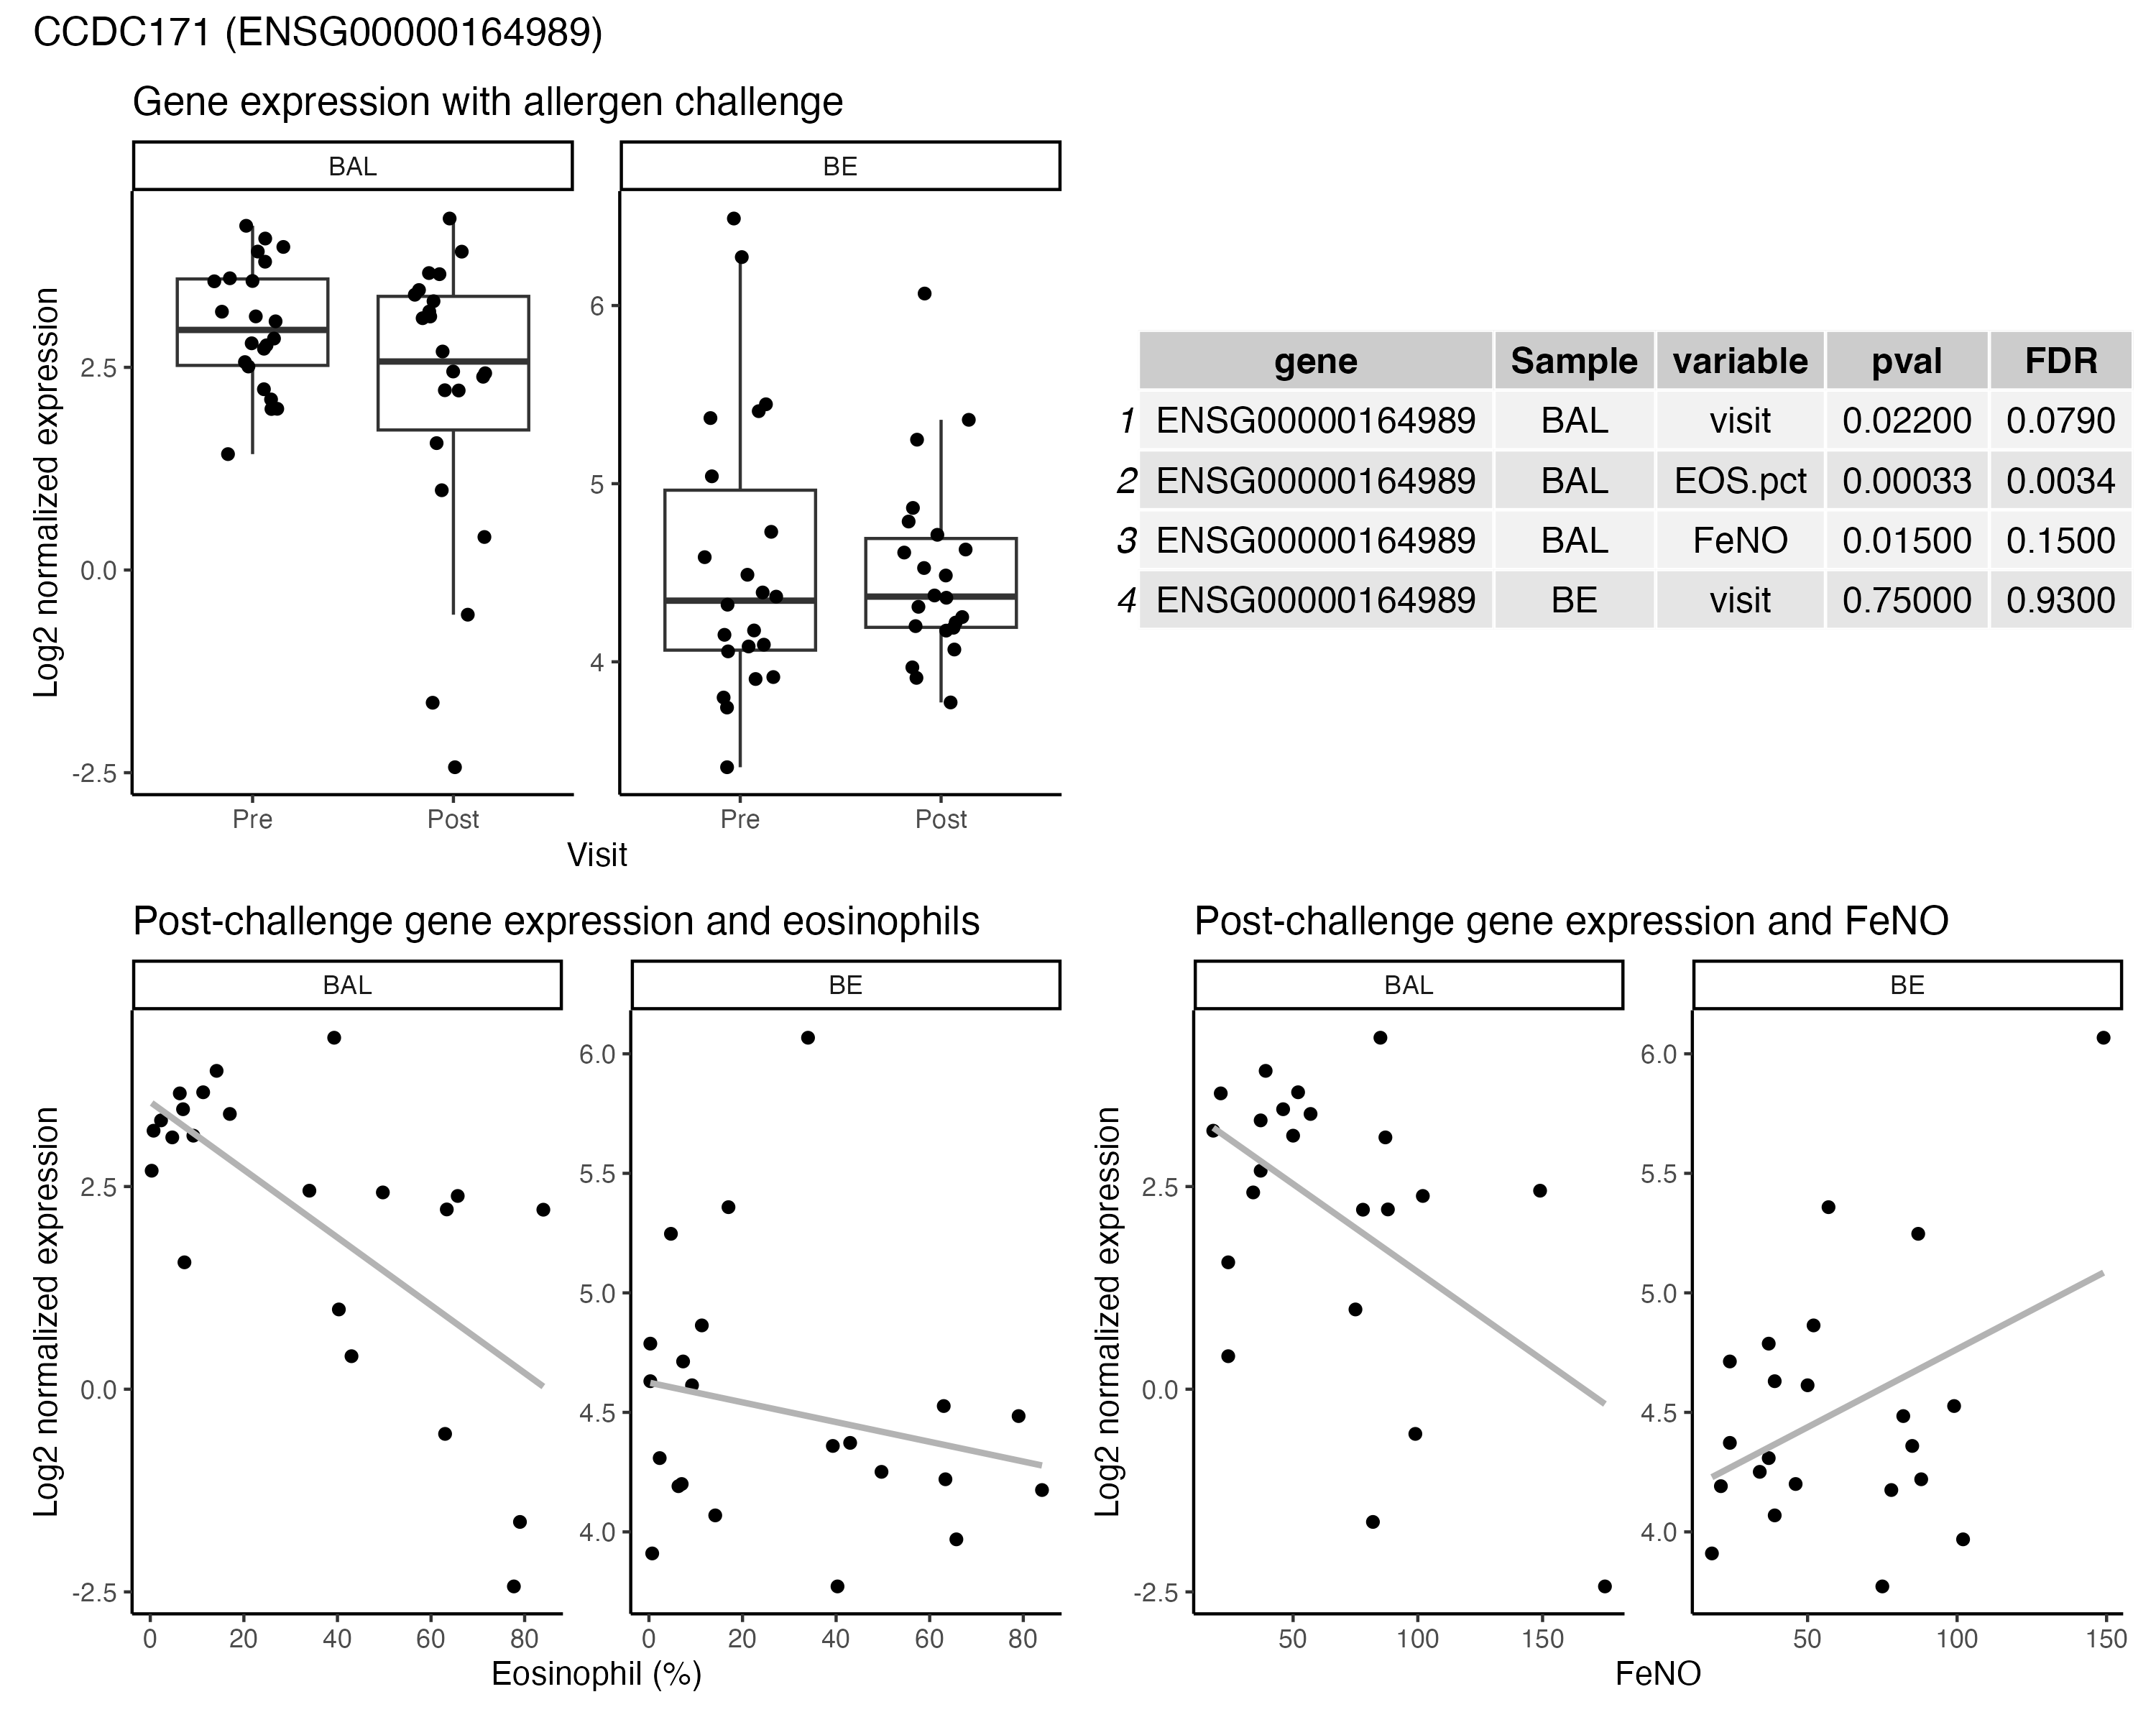 CCDC171 (ENSG00000164989)
Gene expression with allergen challenge
BAL BE
Log2 normalized expression
2.5
0.0
-2.5
6
5
4
Pre Post Pre Post
Visit
gene Sample variable pval FDR
1 ENSG00000164989 BAL visit 0.02200 0.0790
2 ENSG00000164989 BAL EOS.pct 0.00033 0.0034
3 ENSG00000164989 BAL FeNO 0.01500 0.1500
4 ENSG00000164989 BE visit 0.75000 0.9300
Post-challenge gene expression and eosinophils
BAL BE
Log2 normalized expression
2.5
0.0
-2.5
6.0
5.5
5.0
4.5
4.0
0 20 40 60 80 0 20 40 60 80
Eosinophil (%)
Post-challenge gene expression and FeNO
BAL BE
Log2 normalized expression
2.5
0.0
-2.5
6.0
5.5
5.0
4.5
4.0
50 100 150 50 100 150
FeNO